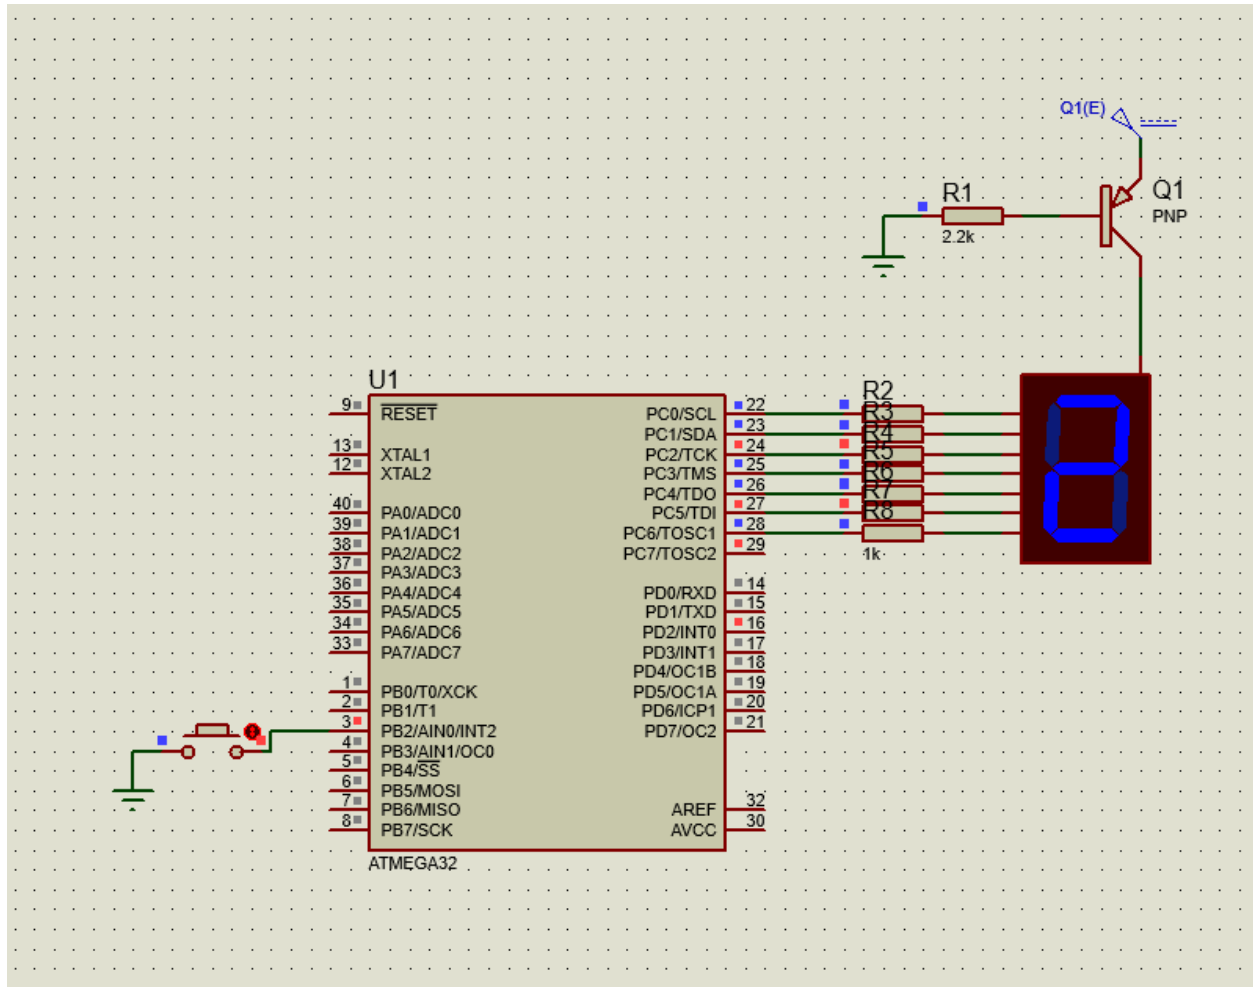 Q1(E)
R1
2.2k
Q1
PNP
U1
9
RESET
13
XTAL1
12
XTAL2
40
PA0/ADC0
39
PA1/ADC1
38
PA2/ADC2
37
PA3/ADC3
36
PA4/ADC4
35
PA5/ADC5
34
PA6/ADC6
33
PA7/ADC7
1
PB0/T0/XCK
2
PB1/T1
3
PB2/AIN0/INT2
4
PB3/AIN1/OC0
5
PB4/SS
6
PB5/MOSI
7
PB6/MISO
8
PB7/SCK
PC0/SCL
22
PC1/SDA
23
PC2/TCK
24
PC3/TMS
25
PC4/TDO
26
PC5/TDI
27
PC6/TOSC1
28
PC7/TOSC2
29
PD0/RXD
14
PD1/TXD
15
PD2/INT0
16
PD3/INT1
17
PD4/OC1B
18
PD5/OC1A
19
PD6/ICP1
20
PD7/OC2
21
AREF
32
AVCC
30
ATMEGA32
R2
R3
R4
R5
R6
R7
R8
1k
2